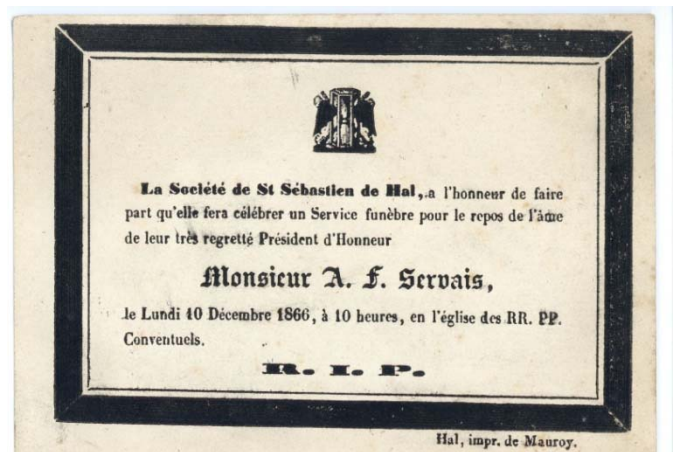 La Société de St Sébastien de Hal, a l'honneur de faire
part qu'elle fera célébrer un Service funèbre pour le repos de l'âme
de leur très regretté Président d'Honneur
Monsieur A. F. Servais,
le Lundi 10 Décembre 1866, à 10 heures, en l'église des RR. PP.
Conventuels.
R. I. P.
Hal, impr. de Mauroy.